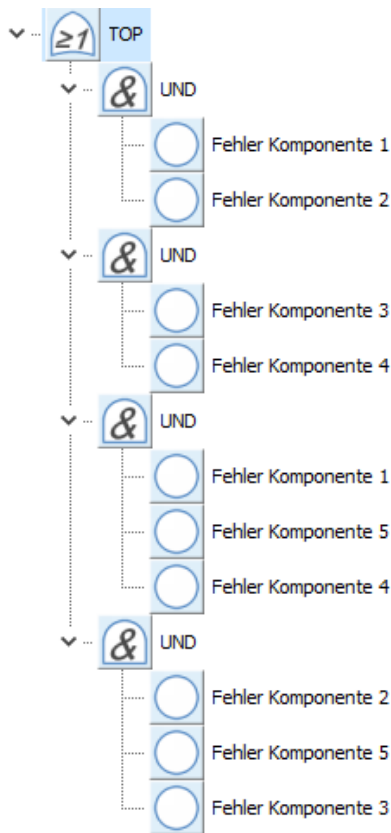 ≥1 TOP
& UND
Fehler Komponente 1
Fehler Komponente 2
& UND
Fehler Komponente 3
Fehler Komponente 4
& UND
Fehler Komponente 1
Fehler Komponente 5
Fehler Komponente 4
& UND
Fehler Komponente 2
Fehler Komponente 5
Fehler Komponente 3